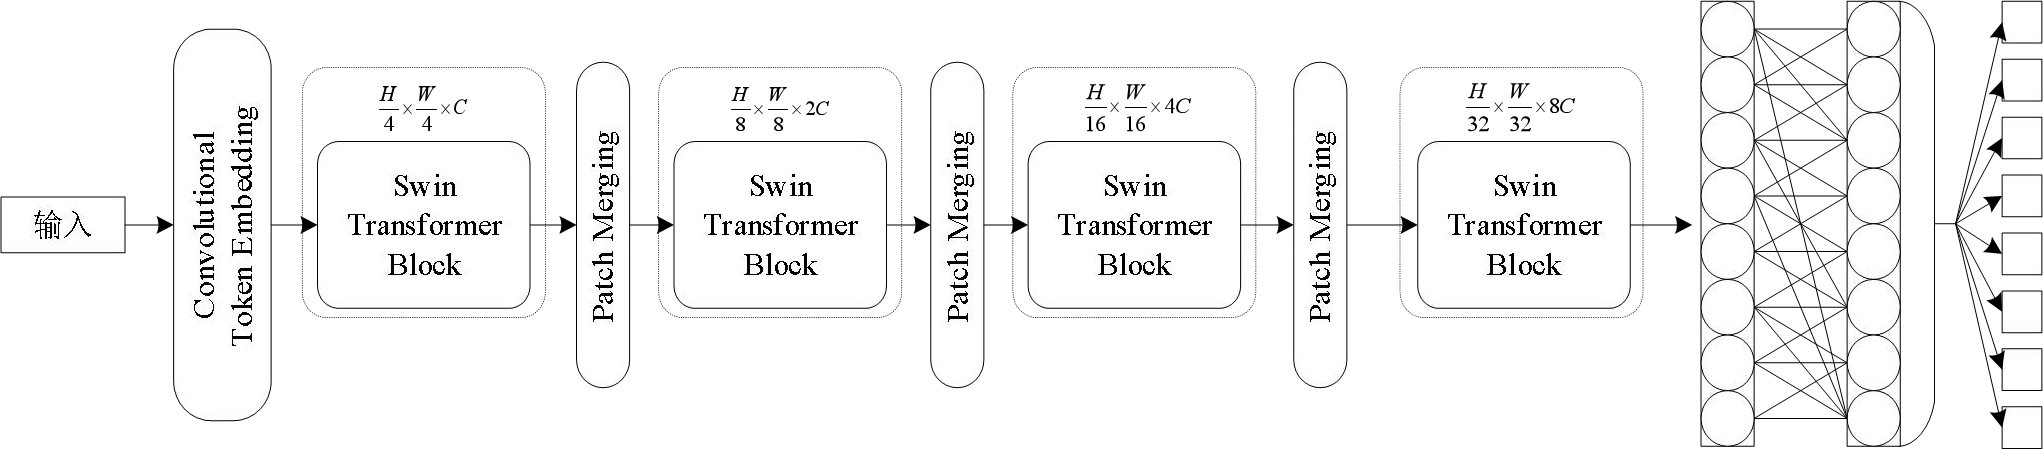 输入
Convolutional
Token Embedding
H/4 × W/4 × C
Swin
Transformer
Block
Patch Merging
H/8 × W/8 × 2C
Swin
Transformer
Block
Patch Merging
H/16 × W/16 × 4C
Swin
Transformer
Block
Patch Merging
H/32 × W/32 × 8C
Swin
Transformer
Block